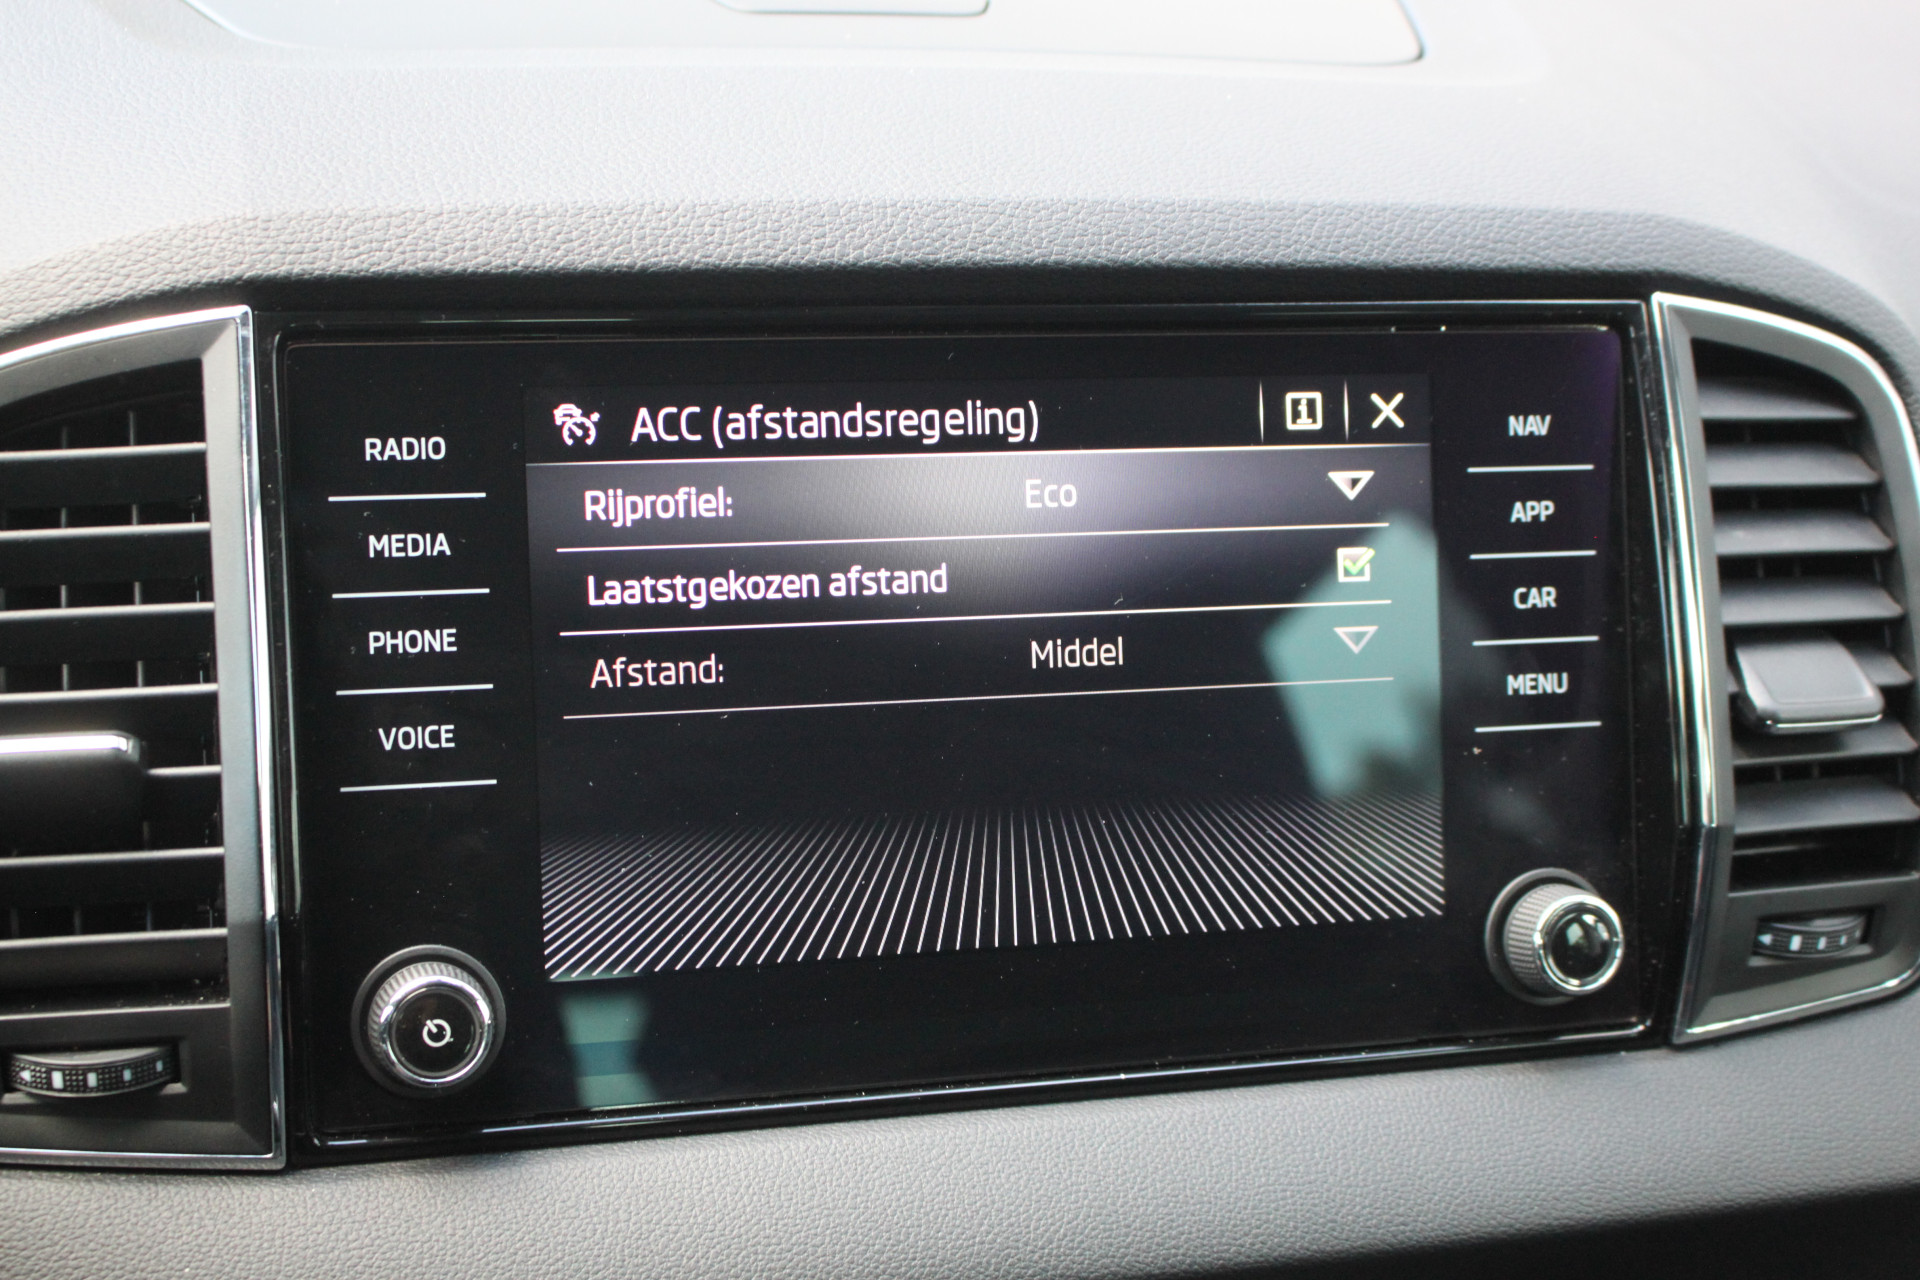 ACC (afstandsregeling)
Rijprofiel: Eco
Laatstgekozen afstand
Afstand: Middel
RADIO
MEDIA
PHONE
VOICE
NAV
APP
CAR
MENU